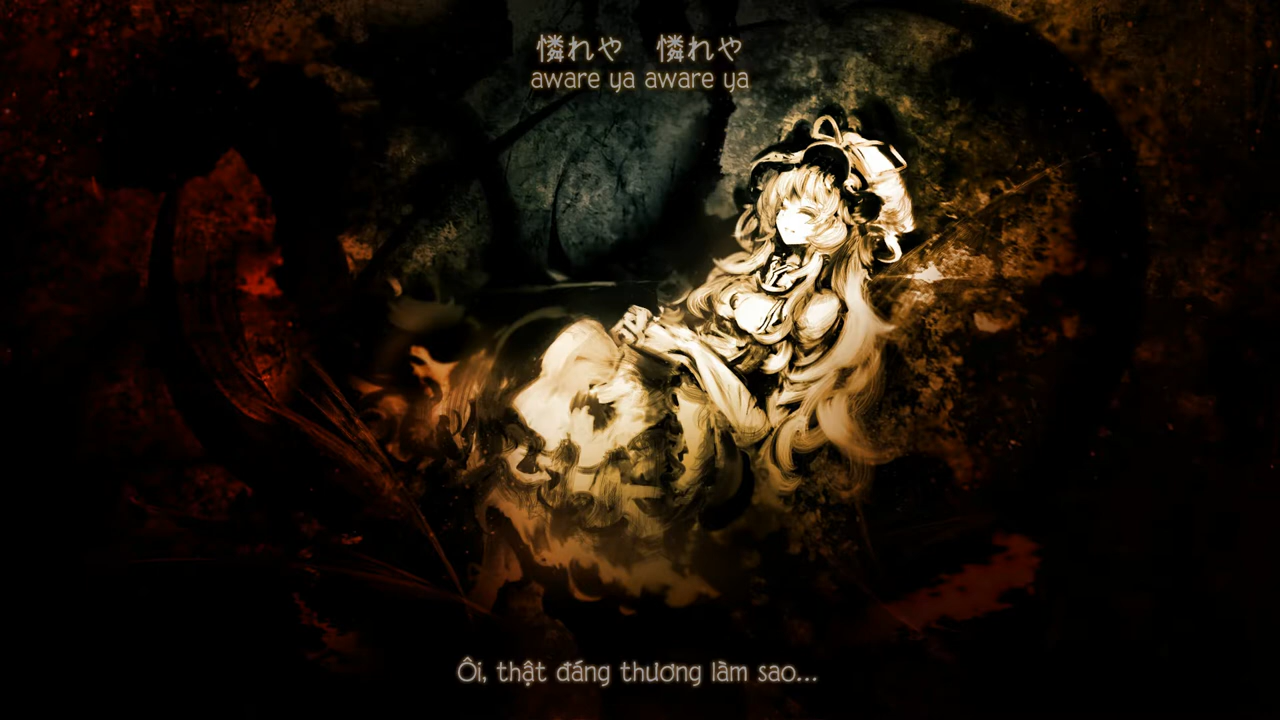 憐れや　憐れや
aware ya aware ya
Ôi, thật đáng thương làm sao...